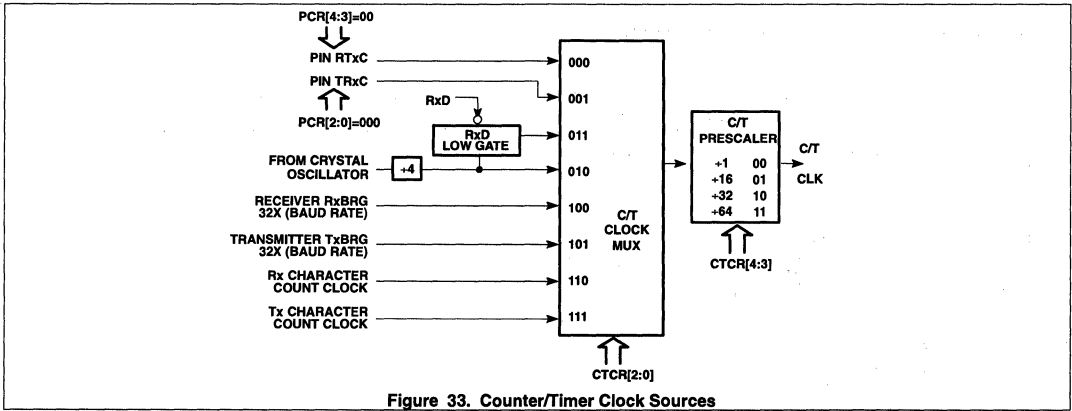 PCR[4:3]=00
PIN RTxC
PIN TRxC
PCR[2:0]=000
RxD
RxD
LOW GATE
FROM CRYSTAL
OSCILLATOR
÷4
RECEIVER RxBRG
32X (BAUD RATE)
TRANSMITTER TxBRG
32X (BAUD RATE)
Rx CHARACTER
COUNT CLOCK
Tx CHARACTER
COUNT CLOCK
000
001
011
010
100
101
110
111
C/T
CLOCK
MUX
CTCR[2:0]
C/T
PRESCALER
÷1 00
÷16 01
÷32 10
÷64 11
CTCR[4:3]
C/T
CLK
Figure 33. Counter/Timer Clock Sources